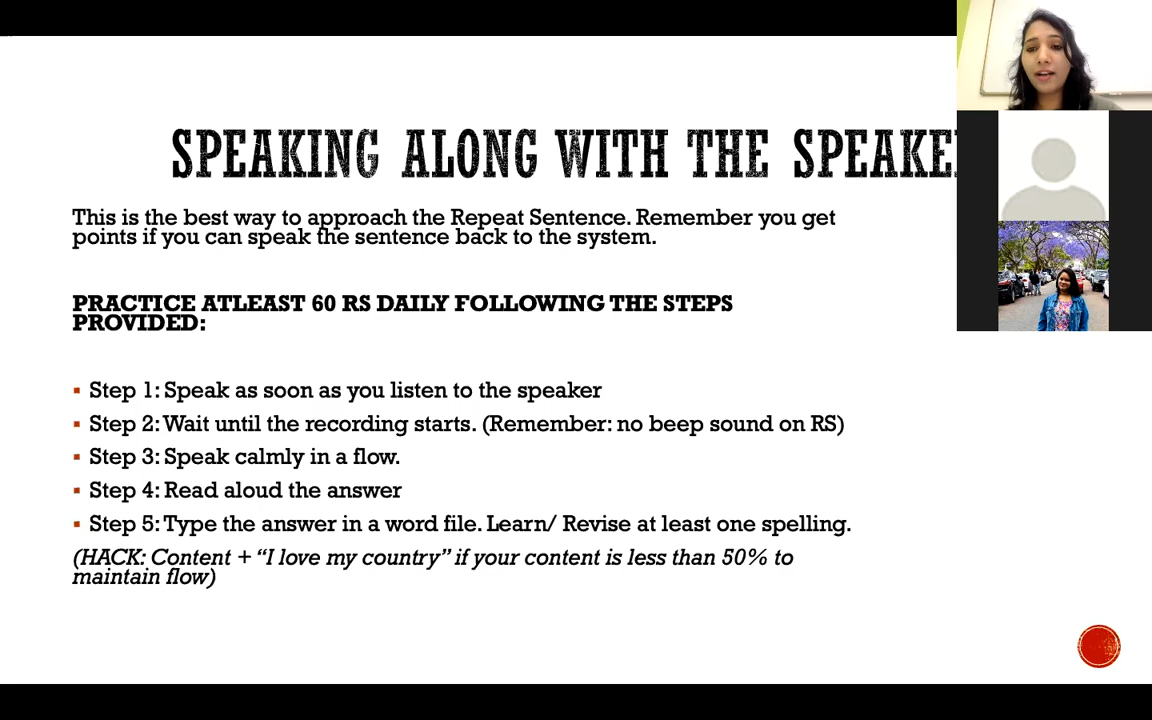 SPEAKING ALONG WITH THE SPEAKE
This is the best way to approach the Repeat Sentence. Remember you get
points if you can speak the sentence back to the system.
PRACTICE ATLEAST 60 RS DAILY FOLLOWING THE STEPS
PROVIDED:
▪ Step 1: Speak as soon as you listen to the speaker
▪ Step 2: Wait until the recording starts. (Remember: no beep sound on RS)
▪ Step 3: Speak calmly in a flow.
▪ Step 4: Read aloud the answer
▪ Step 5: Type the answer in a word file. Learn/ Revise at least one spelling.
(HACK: Content + “I love my country” if your content is less than 50% to
maintain flow)